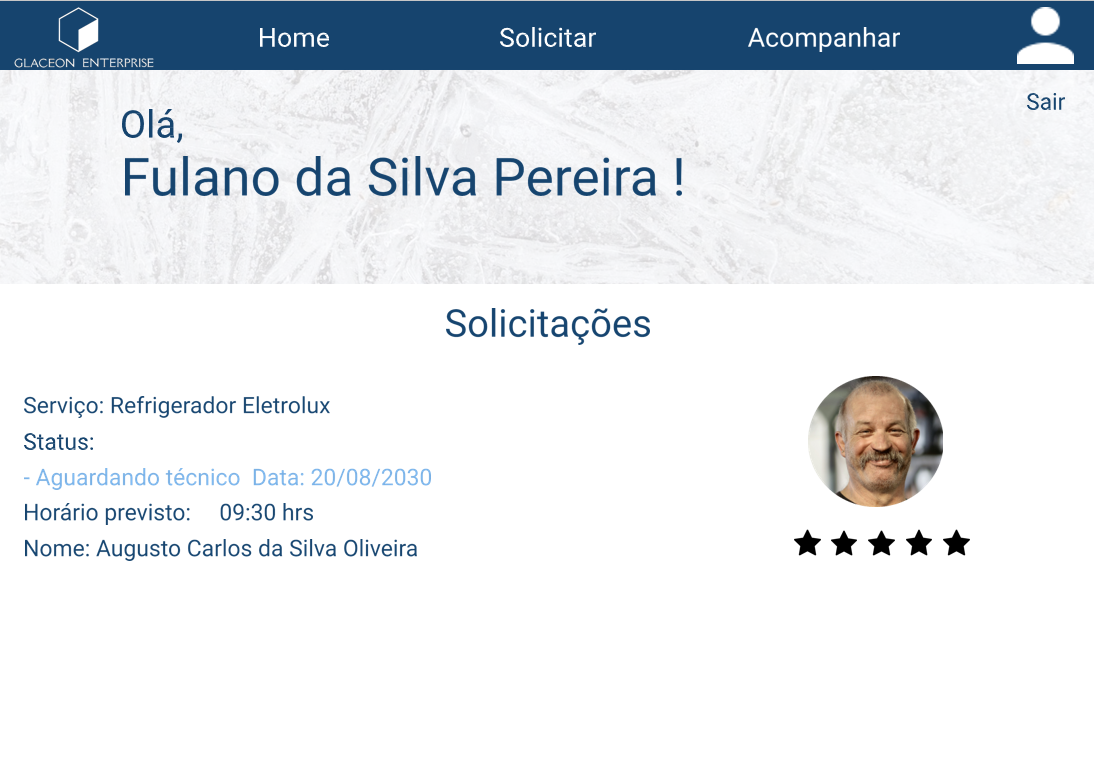 GLACEON ENTERPRISE
Home
Solicitar
Acompanhar
Sair
Olá,
Fulano da Silva Pereira !
Solicitações
Serviço: Refrigerador Eletrolux
Status:
- Aguardando técnico Data: 20/08/2030
Horário previsto: 09:30 hrs
Nome: Augusto Carlos da Silva Oliveira